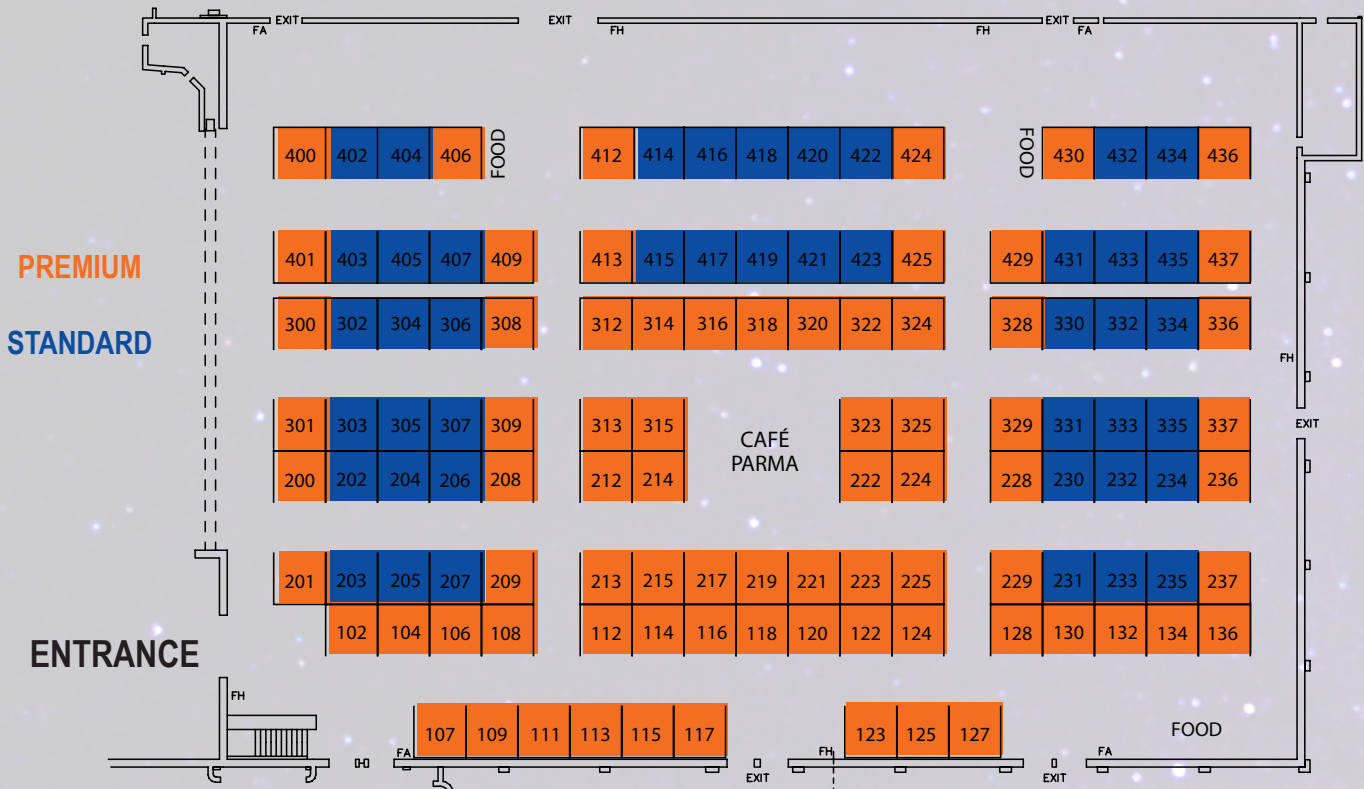 EXIT EXIT EXIT
FA FH FH FA
400 402 404 406 FOOD 412 414 416 418 420 422 424 FOOD 430 432 434 436
401 403 405 407 409 413 415 417 419 421 423 425 429 431 433 435 437
PREMIUM
300 302 304 306 308 312 314 316 318 320 322 324 328 330 332 334 336
STANDARD
FH
301 303 305 307 309 313 315 323 325 329 331 333 335 337
EXIT
CAFÉ
PARMA
200 202 204 206 208 212 214 222 224 228 230 232 234 236
201 203 205 207 209 213 215 217 219 221 223 225 229 231 233 235 237
102 104 106 108 112 114 116 118 120 122 124 128 130 132 134 136
ENTRANCE
FH
107 109 111 113 115 117 123 125 127 FOOD
FA FH FA
EXIT EXIT